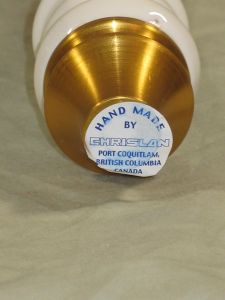 HAND MADE
BY
CHRISLAN
PORT COQUITLAM,
BRITISH COLUMBIA
CANADA